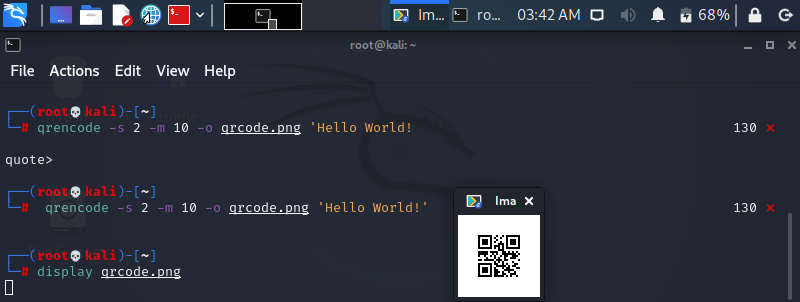 Ima...
ro...
03:42 AM
68%
root@kali: ~
File Actions Edit View Help
┌──(root💀kali)-[~]
└─# qrencode -s 2 -m 10 -o qrcode.png 'Hello World!
130 ⨯
quote>
┌──(root💀kali)-[~]
└─#  qrencode -s 2 -m 10 -o qrcode.png 'Hello World!'
130 ⨯
Ima
┌──(root💀kali)-[~]
└─# display qrcode.png